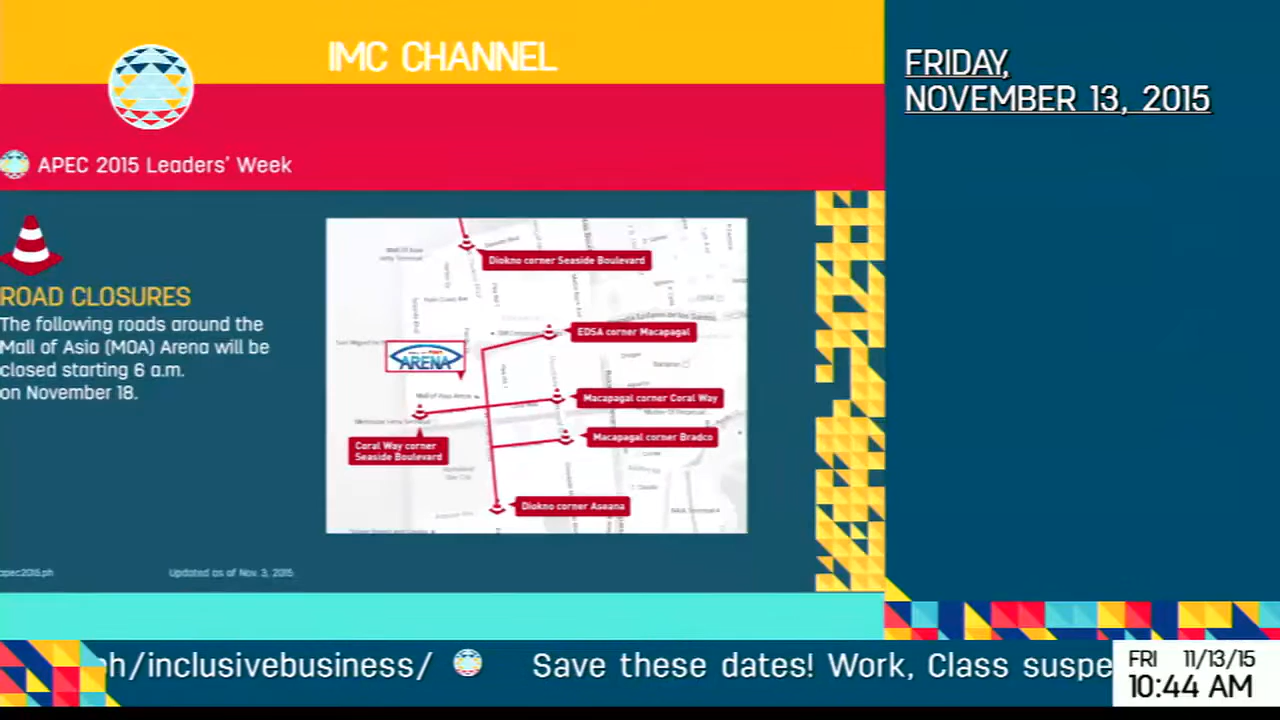 IMC CHANNEL
FRIDAY,
NOVEMBER 13, 2015
APEC 2015 Leaders' Week
ROAD CLOSURES
The following roads around the
Mall of Asia (MOA) Arena will be
closed starting 6 a.m.
on November 18.
Diokno corner Seaside Boulevard
EDSA corner Macapagal
ARENA
Macapagal corner Coral Way
Macapagal corner Bradco
Coral Way corner
Seaside Boulevard
Diokno corner Aseana
apec2015.ph
Updated as of Nov. 3, 2015
ph/inclusivebusiness/ Save these dates! Work, Class suspe
FRI 11/13/15
10:44 AM